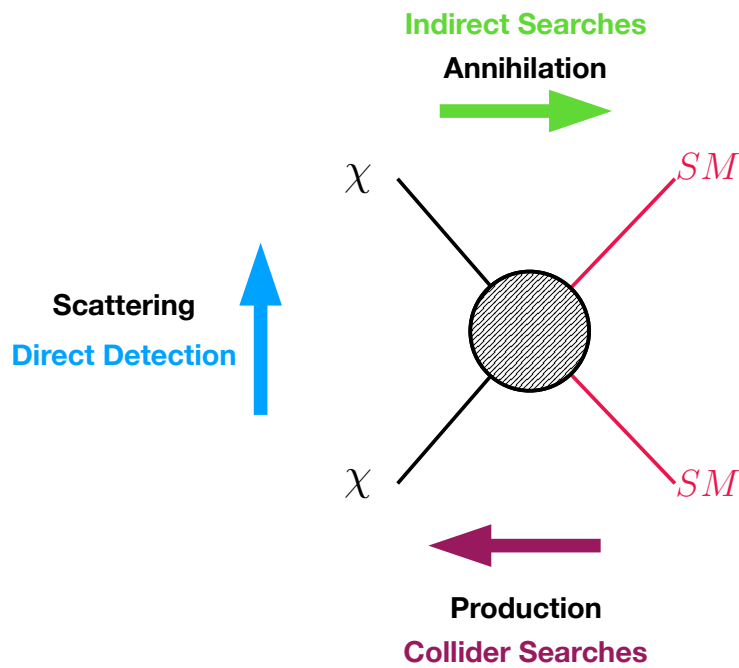 Indirect Searches
Annihilation
χ
SM
Scattering
Direct Detection
χ
SM
Production
Collider Searches